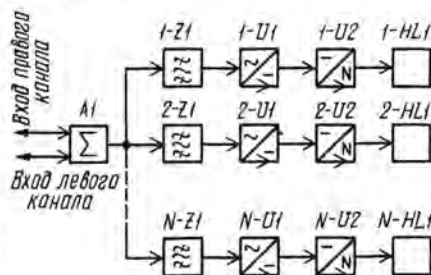 1-Z1 1-U1 1-U2 1-HL1
Вход правого
канала
A1
Σ
2-Z1 2-U1 2-U2 2-HL1
Вход левого
канала
N-Z1 N-U1 N-U2 N-HL1